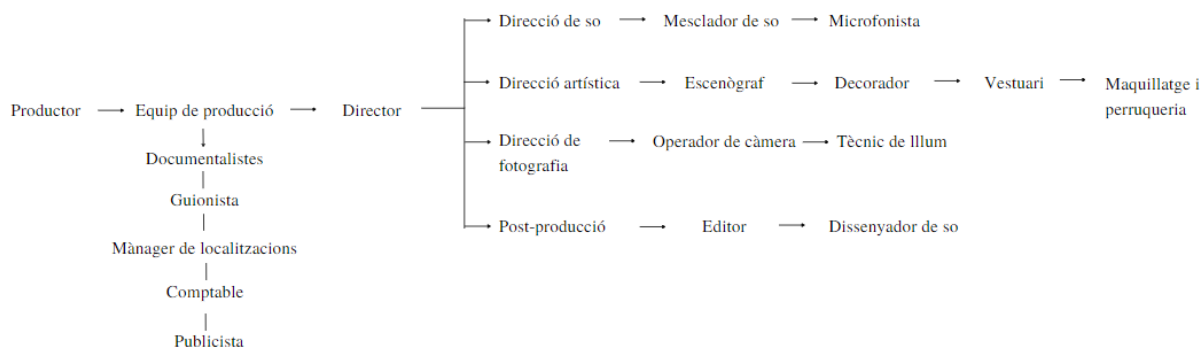 Direcció de so
Mesclador de so
Microfonista
Direcció artística
Escenògraf
Decorador
Vestuari
Maquillatge i
perruqueria
Productor
Equip de producció
Director
Documentalistes
Guionista
Mànager de localitzacions
Comptable
Publicista
Direcció de
fotografia
Operador de càmera
Tècnic de lllum
Post-producció
Editor
Dissenyador de so